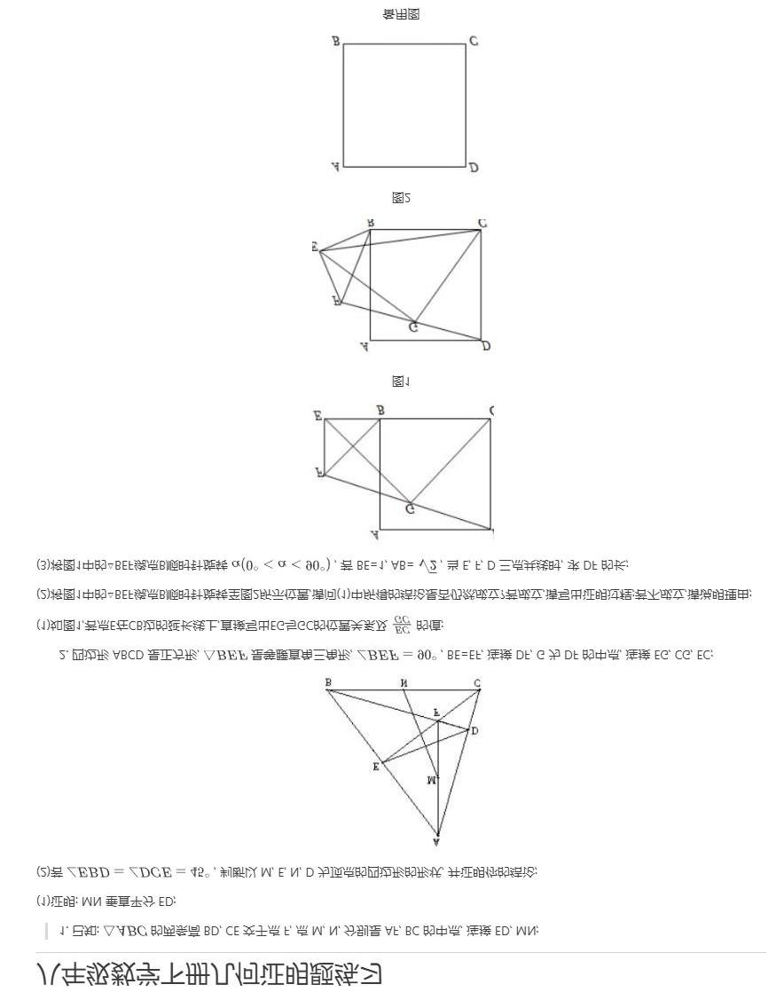 八年级数学下册几何证明题练习
1. 已知: △ABC 的两条高 BD, CE 交于点 F, 点 M, N, 分别是 AF, BC 的中点, 连接 ED, MN;
(1)证明: MN 垂直平分 ED;
(2)若 ∠EBD = ∠DCE = 45°, 判断以 M, E, N, D 为顶点的四边形的形状, 并证明你的结论;
A
M
E
D
F
B N C
2. 四边形 ABCD 是正方形, △BEF 是等腰直角三角形, ∠BEF = 90°, BE=EF, 连接 DF, G 为 DF 的中点, 连接 EG, CG, EC;
(1)如图1,若点E在CB边的延长线上,直接写出EG与GC的位置关系及 EC/GC 的值;
(2)将图1中的△BEF绕点B顺时针旋转至图2所示位置,请问(1)中所得的结论是否仍然成立?若成立,请写出证明过程;若不成立,请说明理由;
(3)将图1中的△BEF绕点B顺时针旋转 α(0° < α < 90°), 若 BE=1, AB= √2, 当 E, F, D 三点共线时, 求 DF 的长;
A
G
F
E B C
图1
A D
G
F
E
B C
图2
A D
B C
备用图